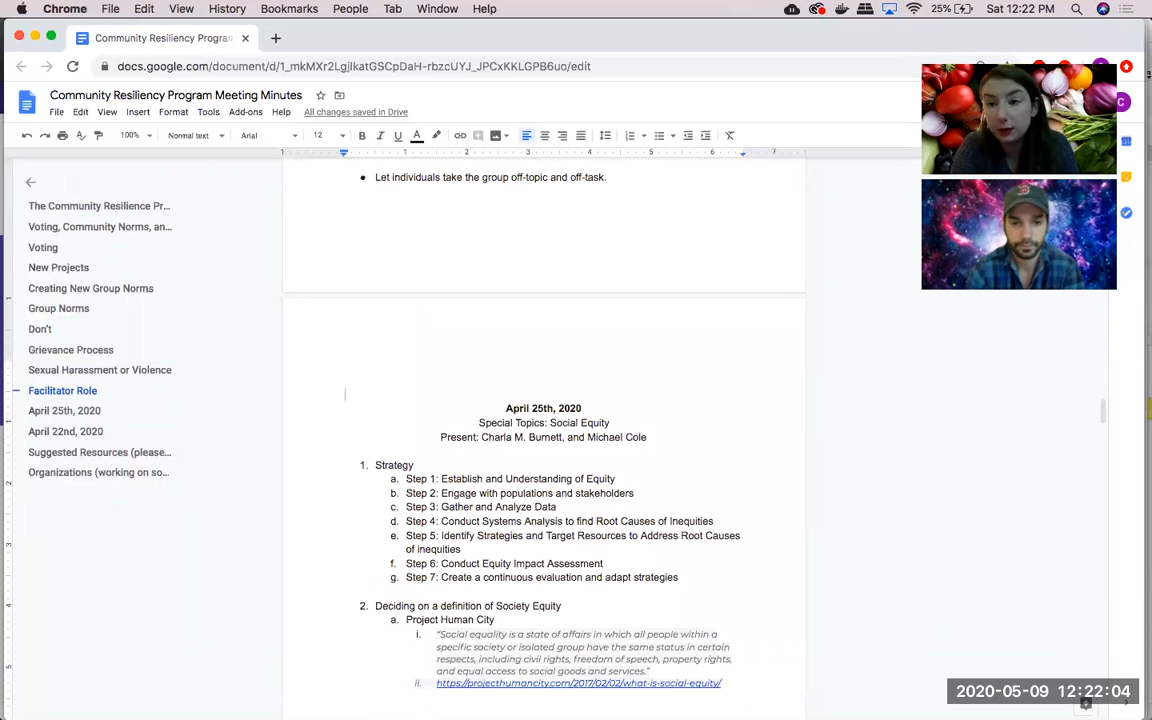 Chrome File Edit View History Bookmarks People Tab Window Help 25% Sat 12:22 PM
Community Resiliency Program
docs.google.com/document/d/1_mkMXr2LgjIkatGSCpDaH-rbzcUYJ_JPCxKKLGPB6uo/edit
Community Resiliency Program Meeting Minutes
File Edit View Insert Format Tools Add-ons Help All changes saved in Drive
100% Normal text Arial 12 B I U A
1 1 2 3 4 5 6 7
The Community Resilience Pr...
Voting, Community Norms, an...
Voting
New Projects
Creating New Group Norms
Group Norms
Don't
Grievance Process
Sexual Harassment or Violence
Facilitator Role
April 25th, 2020
April 22nd, 2020
Suggested Resources (please...
Organizations (working on so...
● Let individuals take the group off-topic and off-task.
April 25th, 2020
Special Topics: Social Equity
Present: Charla M. Burnett, and Michael Cole
1. Strategy
a. Step 1: Establish and Understanding of Equity
b. Step 2: Engage with populations and stakeholders
c. Step 3: Gather and Analyze Data
d. Step 4: Conduct Systems Analysis to find Root Causes of Inequities
e. Step 5: Identify Strategies and Target Resources to Address Root Causes
of inequities
f. Step 6: Conduct Equity Impact Assessment
g. Step 7: Create a continuous evaluation and adapt strategies
2. Deciding on a definition of Society Equity
a. Project Human City
i. "Social equality is a state of affairs in which all people within a
specific society or isolated group have the same status in certain
respects, including civil rights, freedom of speech, property rights,
and equal access to social goods and services."
ii. https://projecthumancity.com/2017/02/02/what-is-social-equity/
C
B
2020-05-09 12:22:04